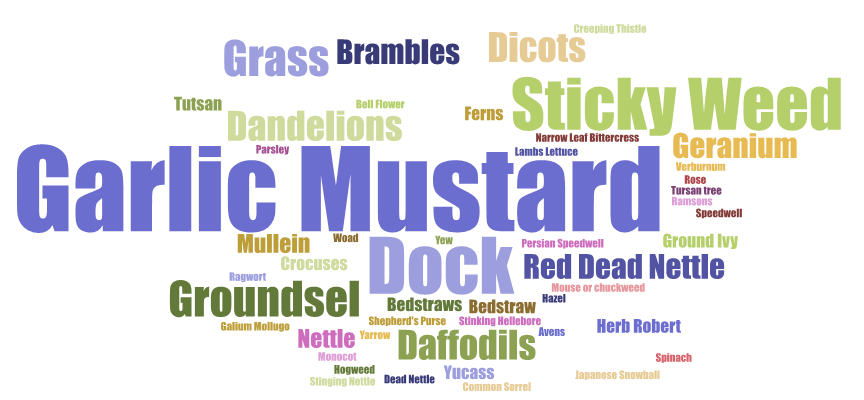 Creeping Thistle
Grass
Brambles
Dicots
Tutsan
Bell Flower
Ferns
Sticky Weed
Dandelions
Narrow Leaf Bittercress
Geranium
Parsley
Lambs Lettuce
Garlic Mustard
Verburnum
Rose
Tursan tree
Ramsons
Speedwell
Mullein
Woad
Yew
Persian Speedwell
Ground Ivy
Dock
Crocuses
Red Dead Nettle
Ragwort
Groundsel
Mouse or chuckweed
Bedstraws
Bedstraw
Hazel
Galium Mollugo
Shepherd's Purse
Stinking Hellebore
Herb Robert
Nettle
Yarrow
Daffodils
Avens
Monocot
Spinach
Hogweed
Stinging Nettle
Dead Nettle
Yucass
Common Sorrel
Japanese Snowball